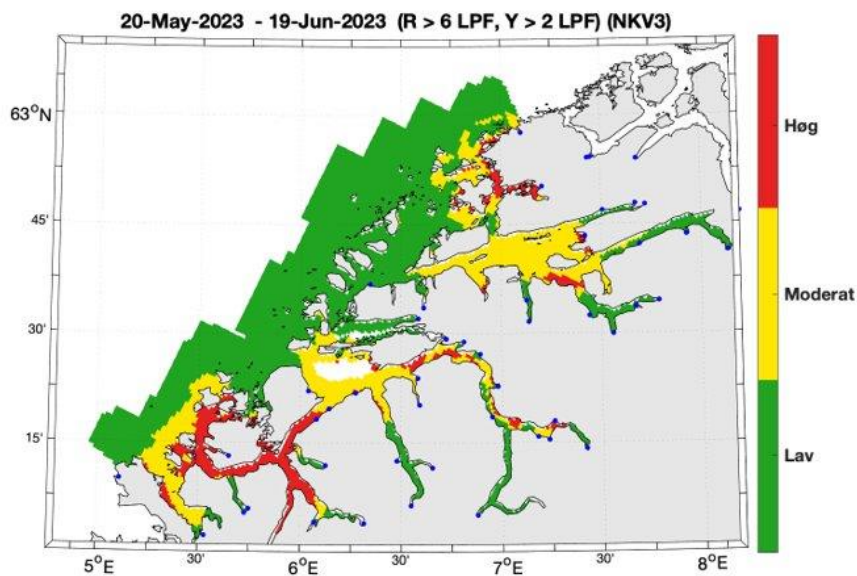 20-May-2023 - 19-Jun-2023 (R > 6 LPF, Y > 2 LPF) (NKV3)
63°N
45'
30'
15'
5°E
30'
6°E
30'
7°E
30'
8°E
Høg
Moderat
Lav